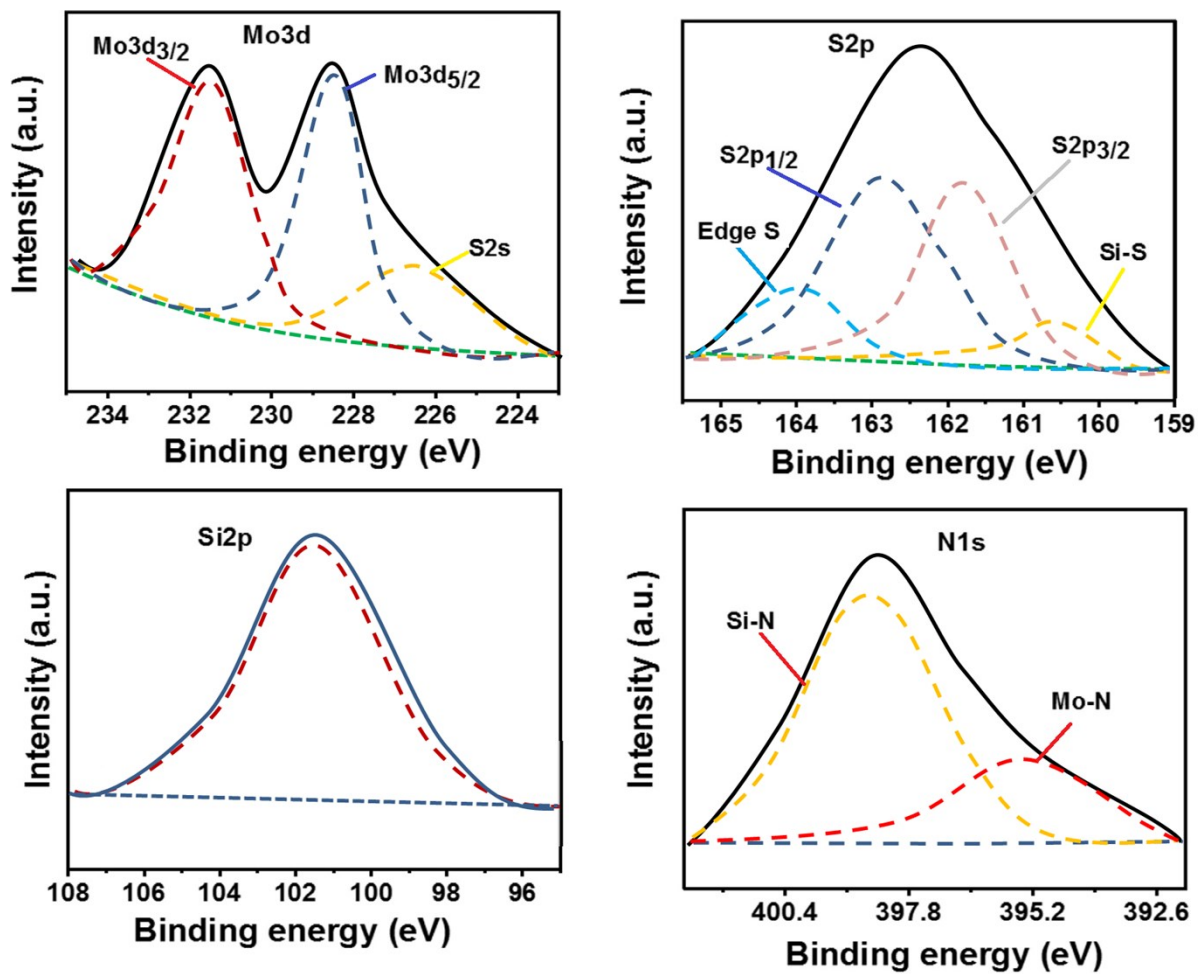 Mo3d
Mo3d3/2
Mo3d5/2
S2s
Intensity (a.u.)
234 232 230 228 226 224
Binding energy (eV)
S2p
S2p1/2
S2p3/2
Edge S
Si-S
Intensity (a.u.)
165 164 163 162 161 160 159
Binding energy (eV)
Si2p
Intensity (a.u.)
108 106 104 102 100 98 96
Binding energy (eV)
N1s
Si-N
Mo-N
Intensity (a.u.)
400.4 397.8 395.2 392.6
Binding energy (eV)